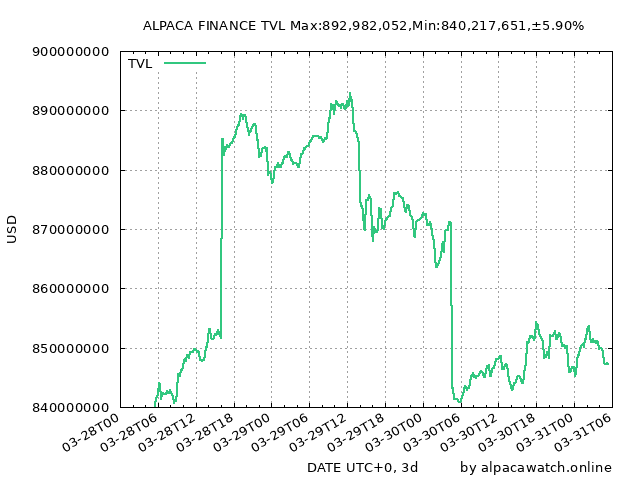 ALPACA FINANCE TVL Max:892,982,052,Min:840,217,651,±5.90%
900000000
TVL
890000000
880000000
870000000
USD
860000000
850000000
840000000
03-28T00
03-28T06
03-28T12
03-28T18
03-29T00
03-29T06
03-29T12
03-29T18
03-30T00
03-30T06
03-30T12
03-30T18
03-31T00
03-31T06
DATE UTC+0, 3d
by alpacawatch.online